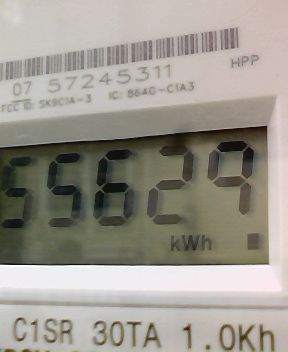 07 57245311
HPP
FCC ID: SK9C1A-3 IC: 864G-C1A3
55629
kWh
C1SR 30TA 1.0Kh